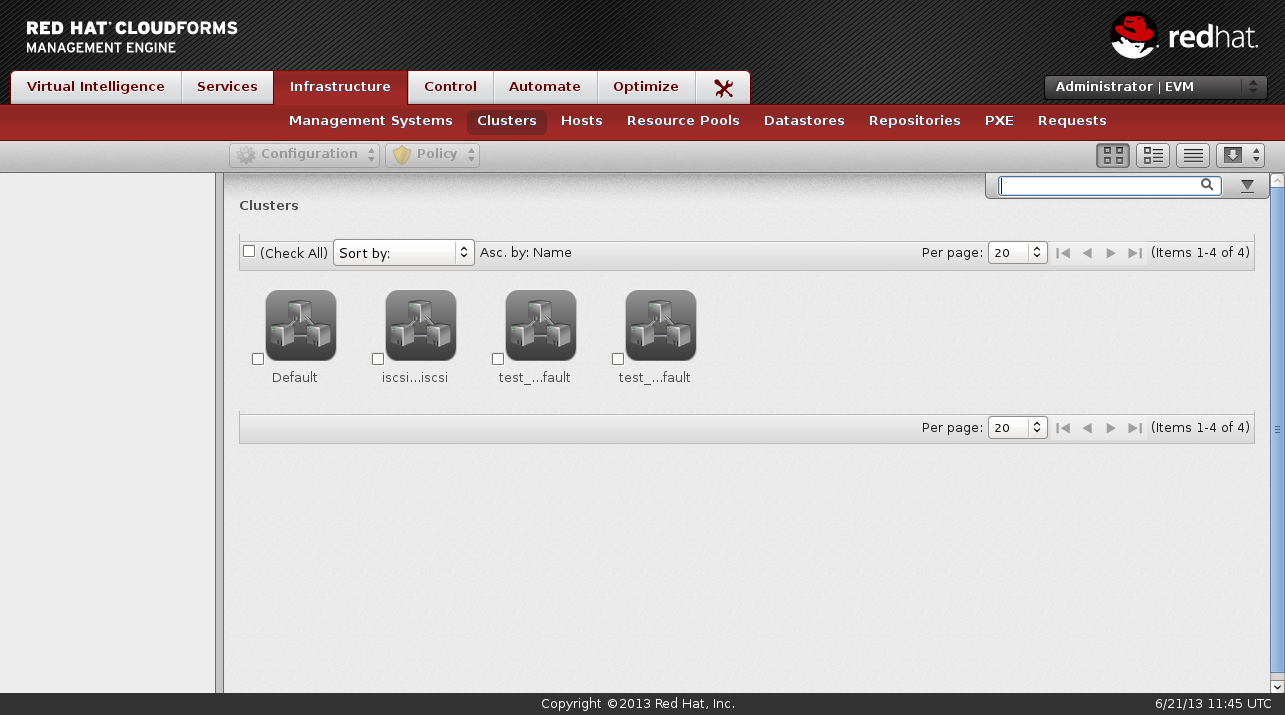 RED HAT CLOUDFORMS
MANAGEMENT ENGINE
redhat.
Virtual Intelligence Services Infrastructure Control Automate Optimize
Administrator | EVM
Management Systems Clusters Hosts Resource Pools Datastores Repositories PXE Requests
Configuration Policy
Clusters
(Check All) Sort by: Asc. by: Name Per page: 20 (Items 1-4 of 4)
Default iscsi...iscsi test_...fault test_...fault
Per page: 20 (Items 1-4 of 4)
Copyright ©2013 Red Hat, Inc. 6/21/13 11:45 UTC